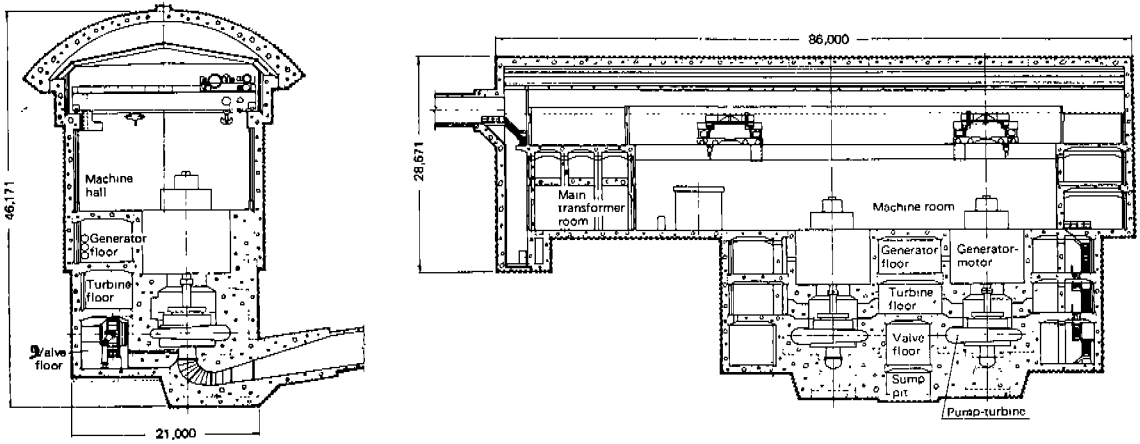 46,171
Machine
hall
Generator
floor
Turbine
floor
Valve
floor
21,000
86,000
28,671
Main
transformer
room
Machine room
Generator
floor
Generator-
motor
Turbine
floor
Valve
floor
Sump
pit
Pump-turbine